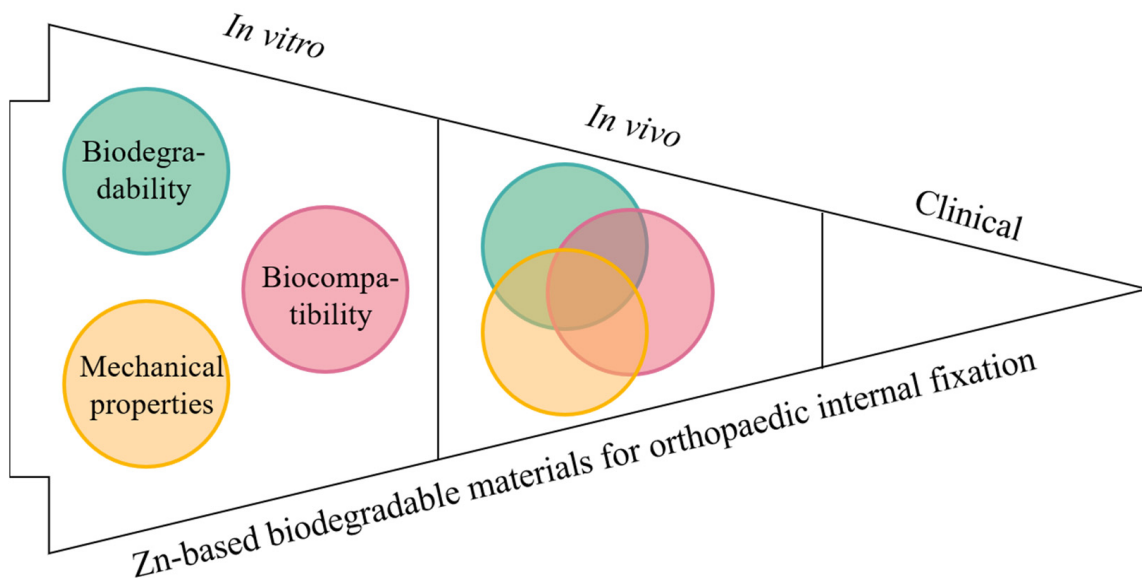 In vitro
In vivo
Clinical
Biodegra-
dability
Biocompa-
tibility
Mechanical
properties
Zn-based biodegradable materials for orthopaedic internal fixation